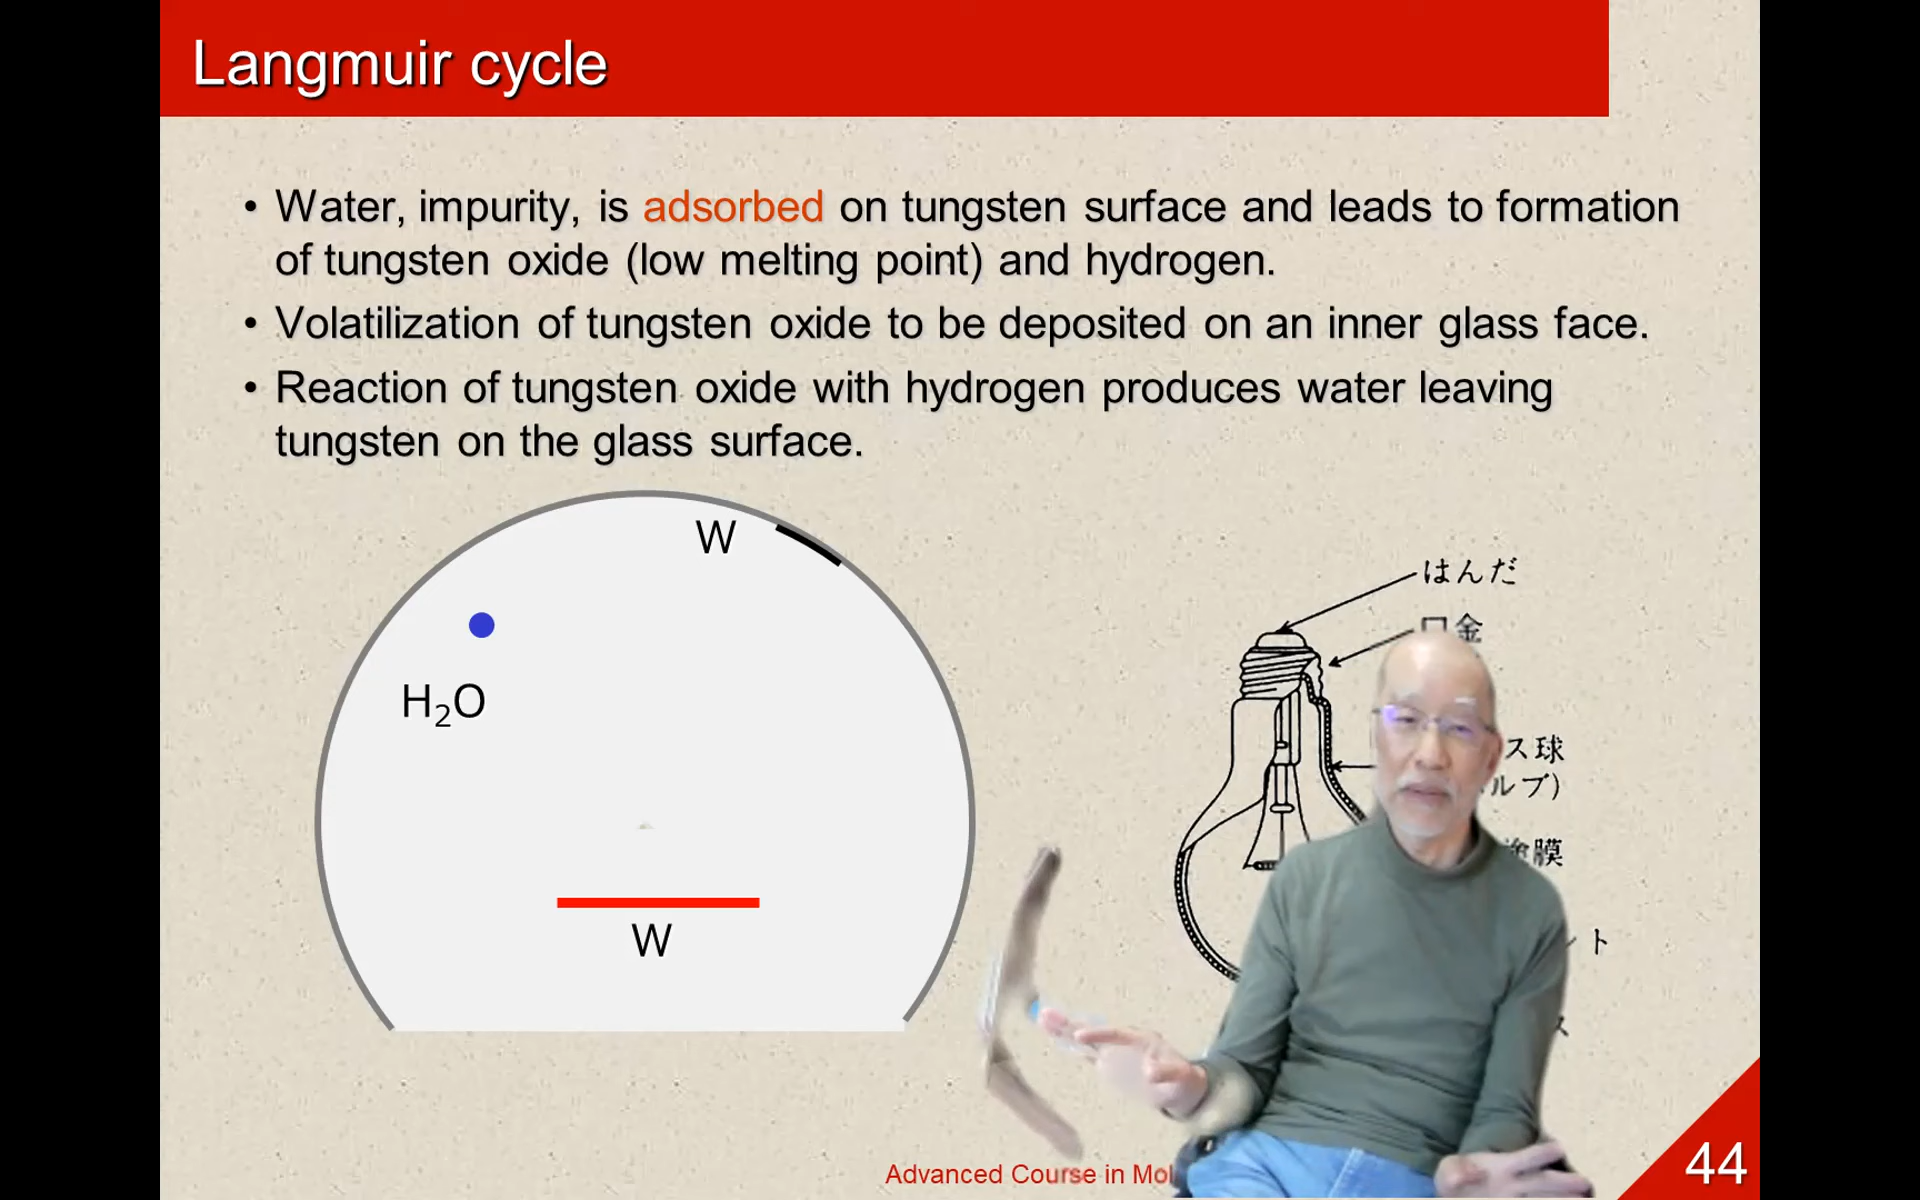 Langmuir cycle
• Water, impurity, is adsorbed on tungsten surface and leads to formation
of tungsten oxide (low melting point) and hydrogen.
• Volatilization of tungsten oxide to be deposited on an inner glass face.
• Reaction of tungsten oxide with hydrogen produces water leaving
tungsten on the glass surface.
W
H₂O
W
はんだ
口金
ス球
ルブ)
膜
ト
Advanced Course in Mol
44